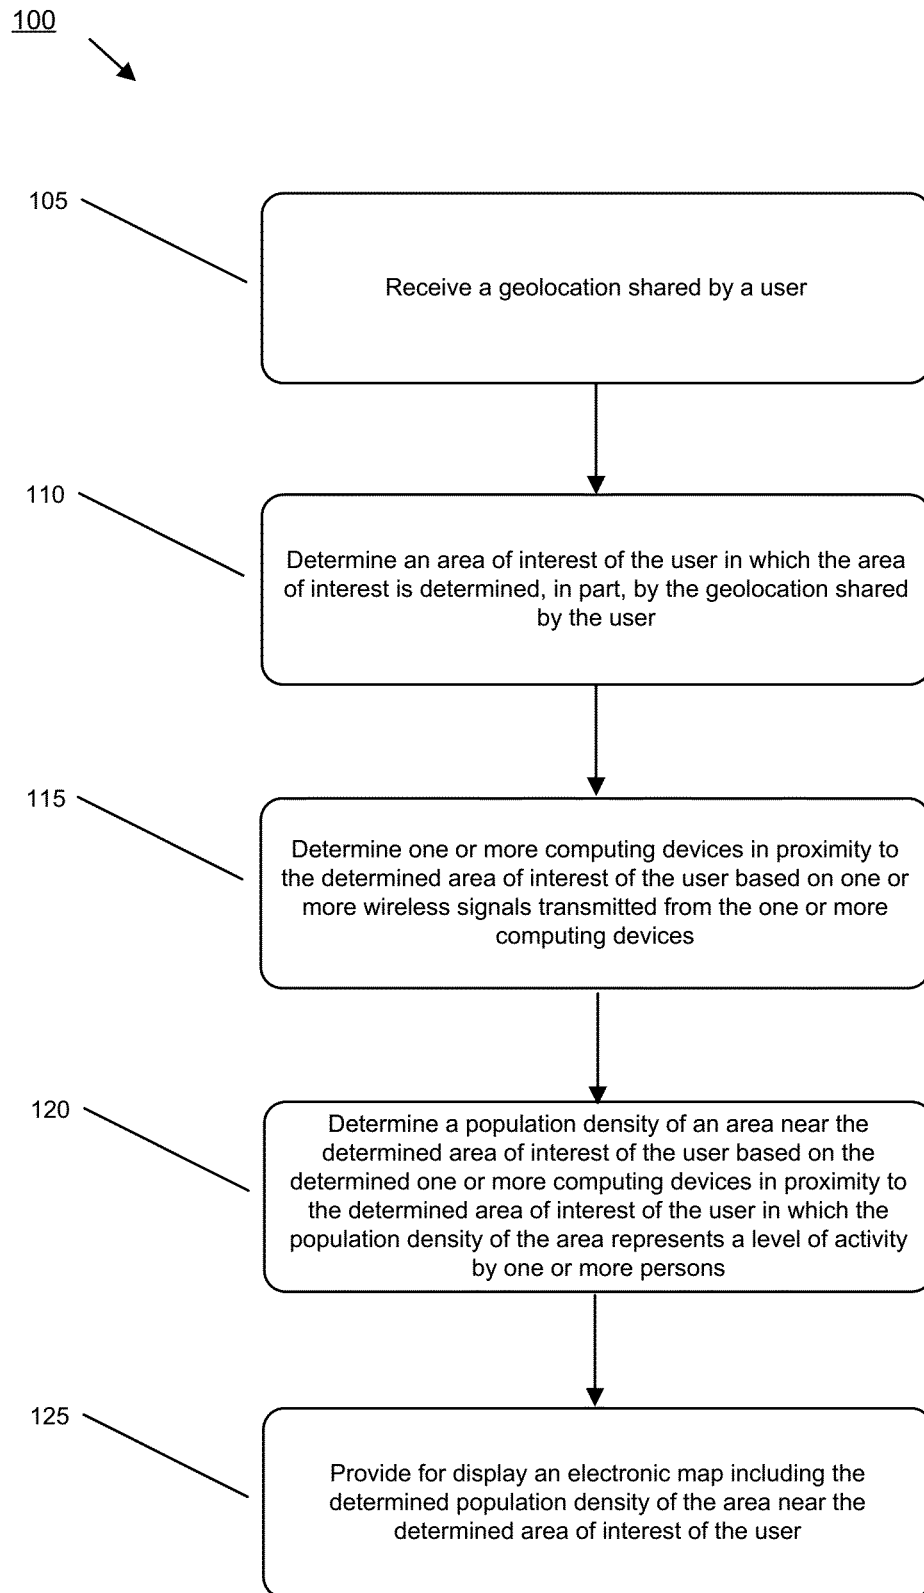 100
105
Receive a geolocation shared by a user
110
Determine an area of interest of the user in which the area
of interest is determined, in part, by the geolocation shared
by the user
115
Determine one or more computing devices in proximity to
the determined area of interest of the user based on one or
more wireless signals transmitted from the one or more
computing devices
120
Determine a population density of an area near the
determined area of interest of the user based on the
determined one or more computing devices in proximity to
the determined area of interest of the user in which the
population density of the area represents a level of activity
by one or more persons
125
Provide for display an electronic map including the
determined population density of the area near the
determined area of interest of the user